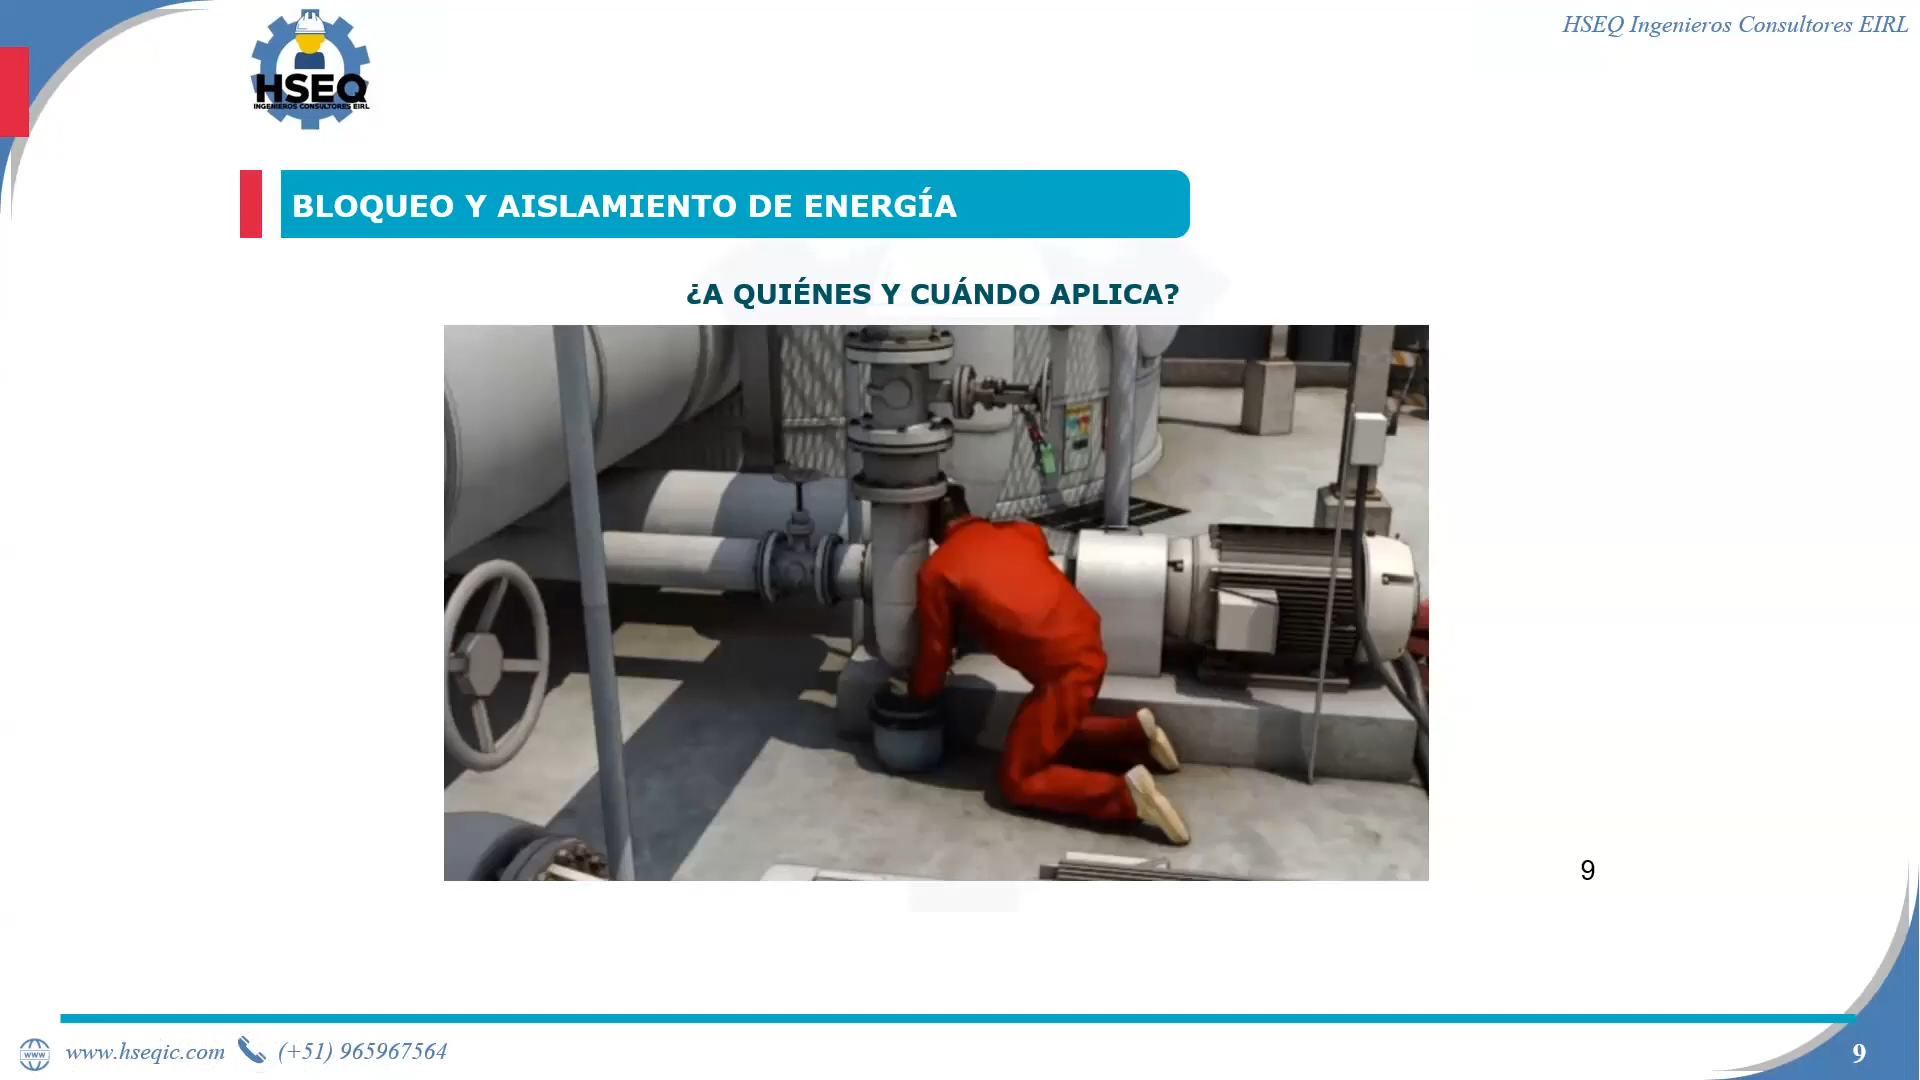 HSEQ Ingenieros Consultores EIRL
HSEQ
INGENIEROS CONSULTORES EIRL
BLOQUEO Y AISLAMIENTO DE ENERGÍA
¿A QUIÉNES Y CUÁNDO APLICA?
9
www
www.hseqic.com (+51) 965967564
9